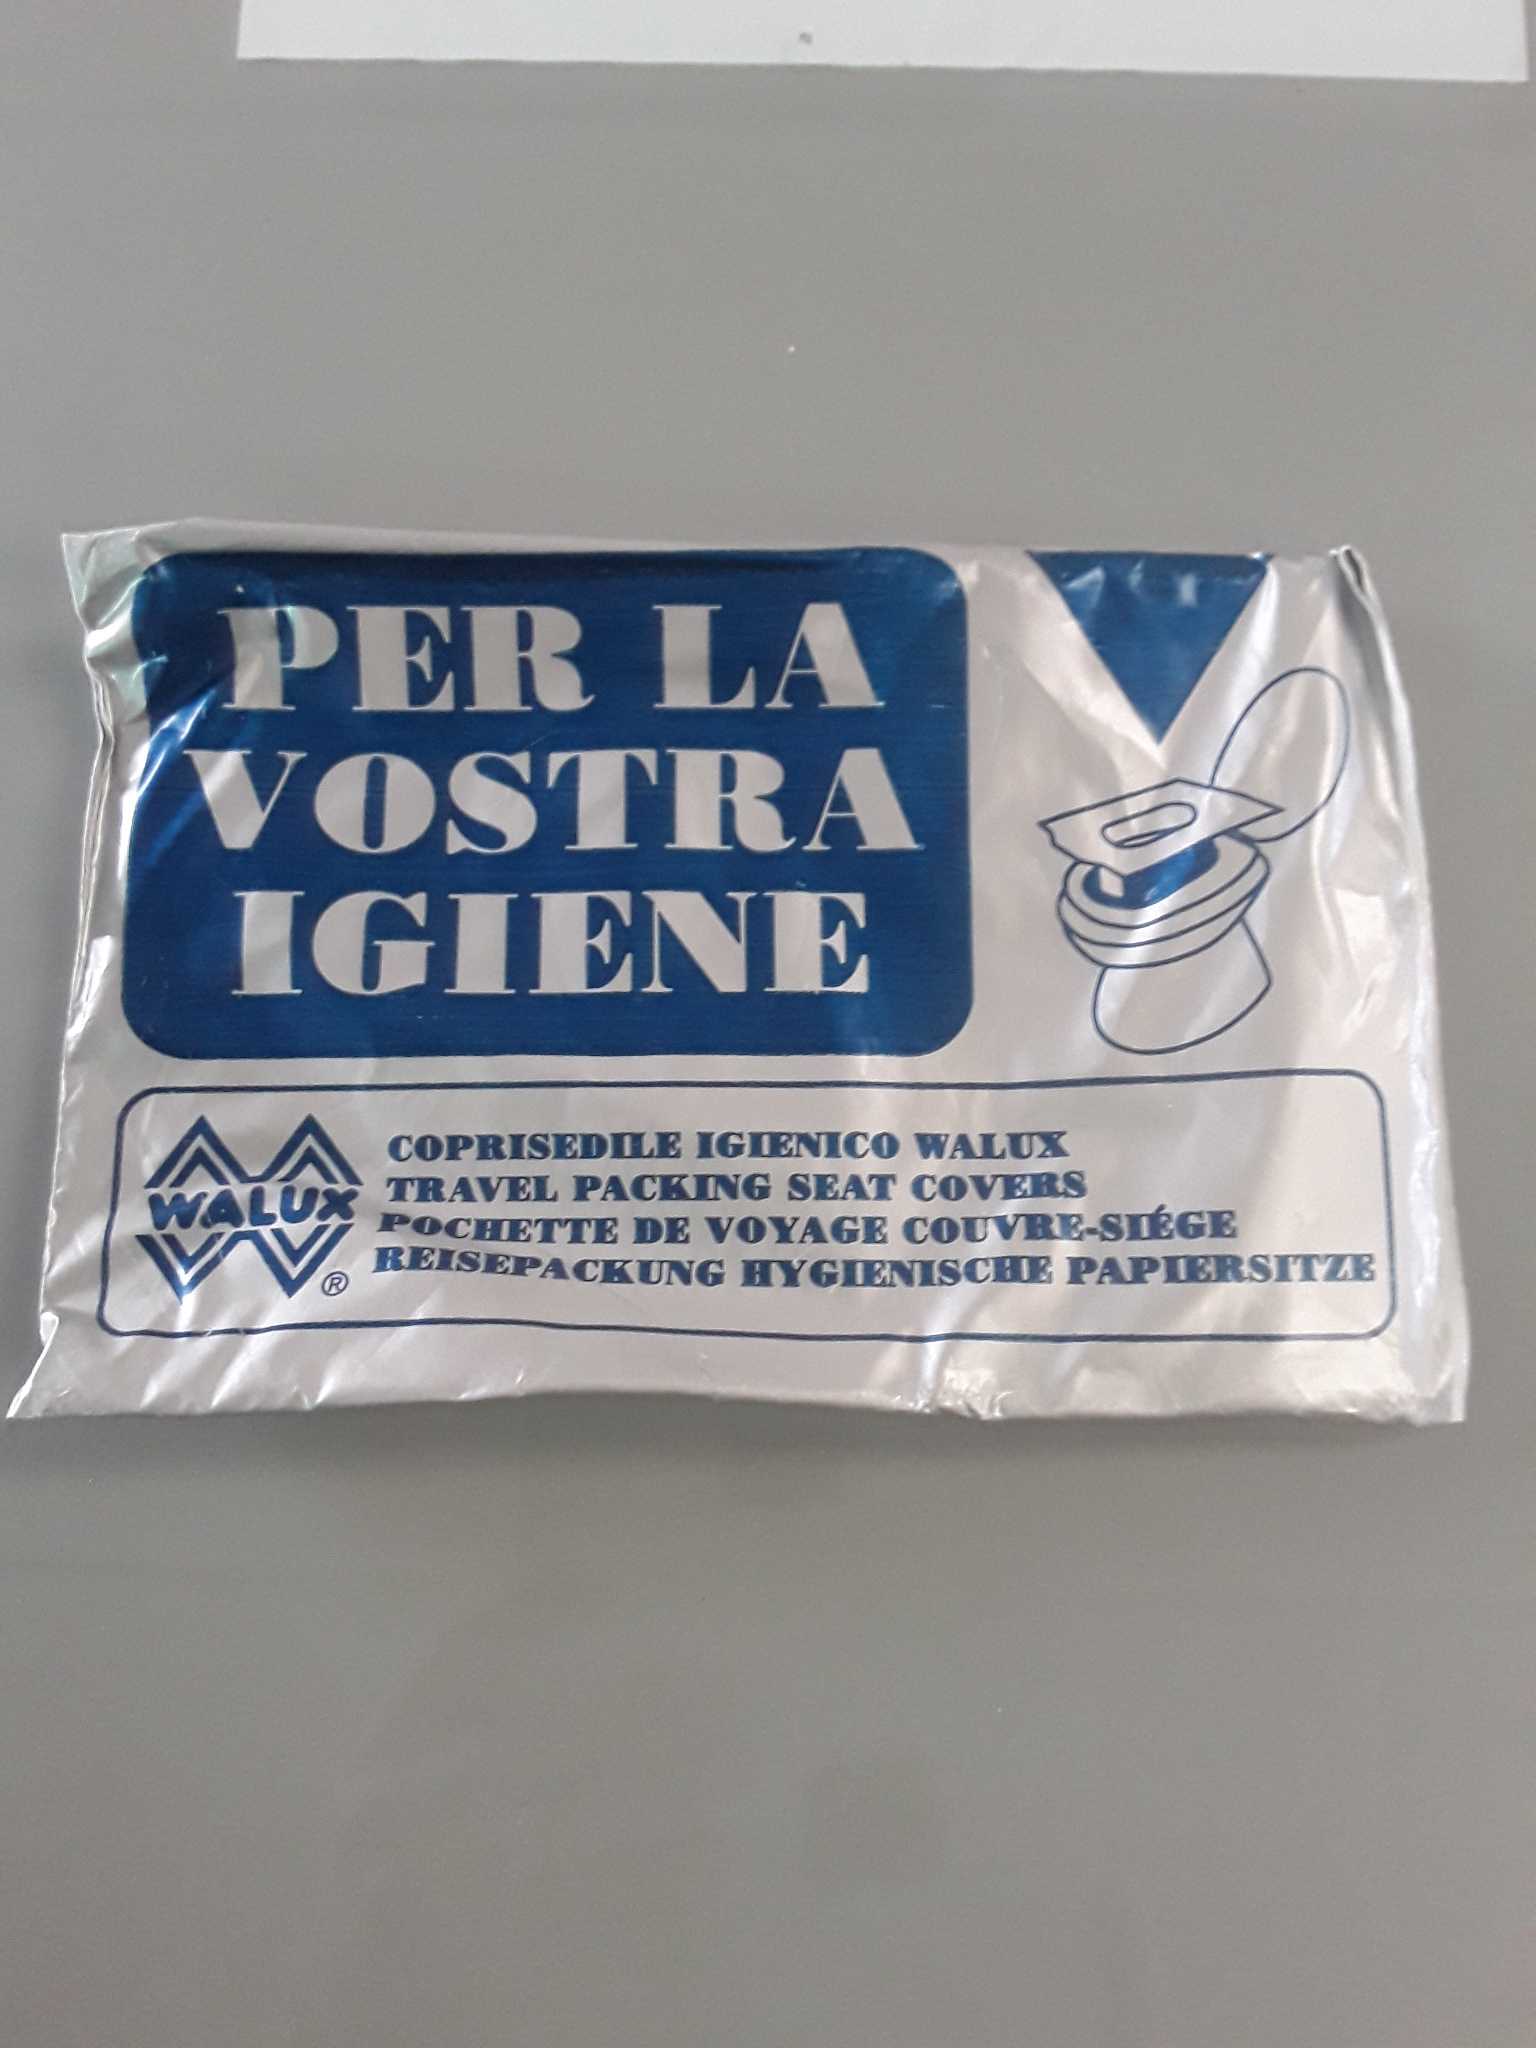 PER LA
VOSTRA
IGIENE
WALUX
®
COPRISEDILE IGIENICO WALUX
TRAVEL PACKING SEAT COVERS
POCHETTE DE VOYAGE COUVRE-SIÉGE
REISEPACKUNG HYGIENISCHE PAPIERSITZE